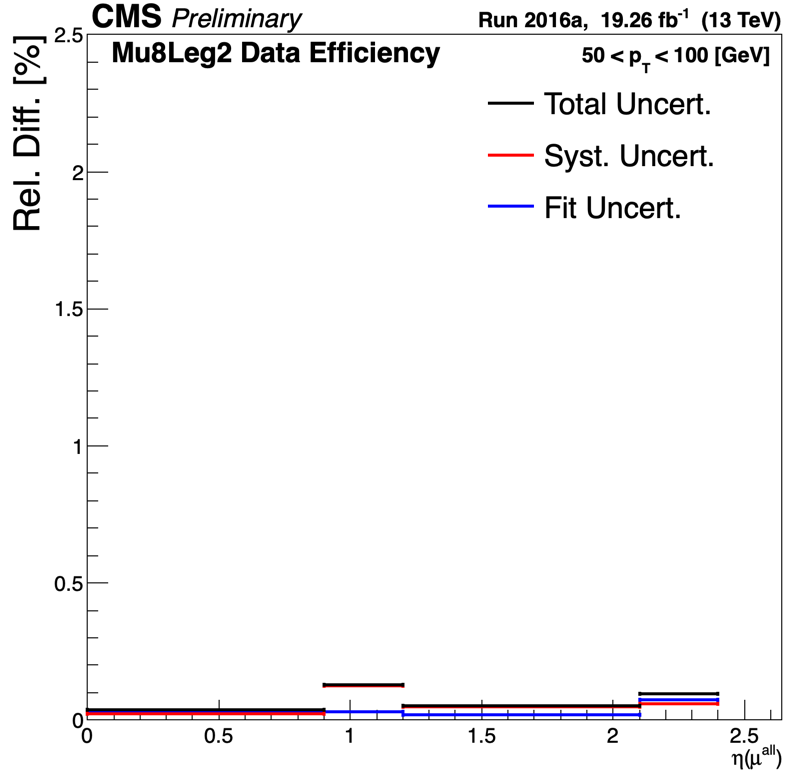 CMS Preliminary Run 2016a, 19.26 fb⁻¹ (13 TeV)
Mu8Leg2 Data Efficiency 50 < p_T < 100 [GeV]
Rel. Diff. [%]
Total Uncert.
Syst. Uncert.
Fit Uncert.
2.5
2
1.5
1
0.5
0
0 0.5 1 1.5 2 2.5
η(μ^all)